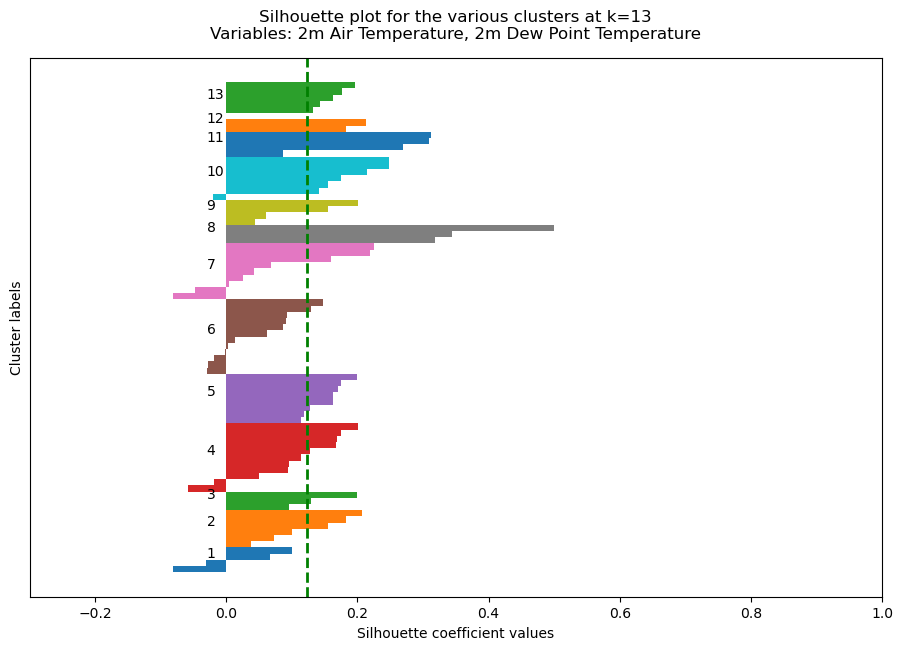 Silhouette plot for the various clusters at k=13
Variables: 2m Air Temperature, 2m Dew Point Temperature
Cluster labels
13
12
11
10
9
8
7
6
5
4
3
2
1
−0.2 0.0 0.2 0.4 0.6 0.8 1.0
Silhouette coefficient values